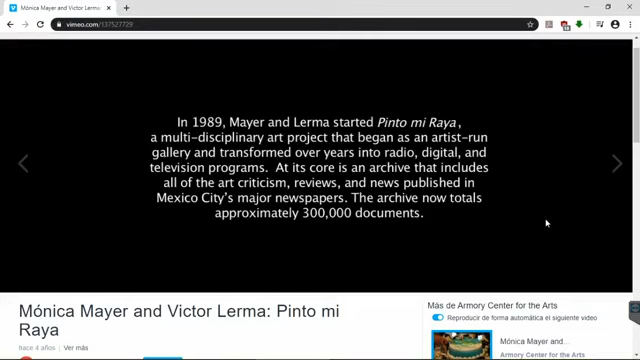 Mónica Mayer and Victor Lerma:
vimeo.com/137527729
In 1989, Mayer and Lerma started Pinto mi Raya,
a multi-disciplinary art project that began as an artist-run
gallery and transformed over years into radio, digital, and
television programs. At its core is an archive that includes
all of the art criticism, reviews, and news published in
Mexico City's major newspapers. The archive now totals
approximately 300,000 documents.
Mónica Mayer and Victor Lerma: Pinto mi
Raya
hace 4 años | Ver más
Más de Armory Center for the Arts
Reproducir de forma automática el siguiente video
Mónica Mayer and...
Armory Center for the Arts